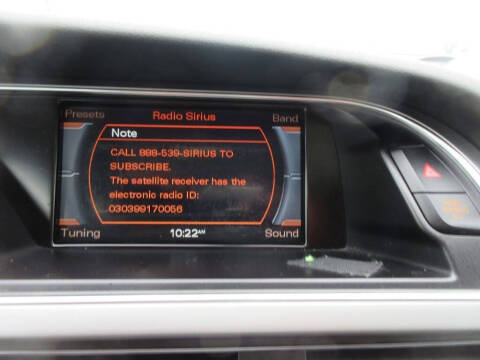 Presets Radio Sirius Band
Note
CALL 888-539-SIRIUS TO
SUBSCRIBE.
The satellite receiver has the
electronic radio ID:
030399170056
Tuning 10:22AM Sound